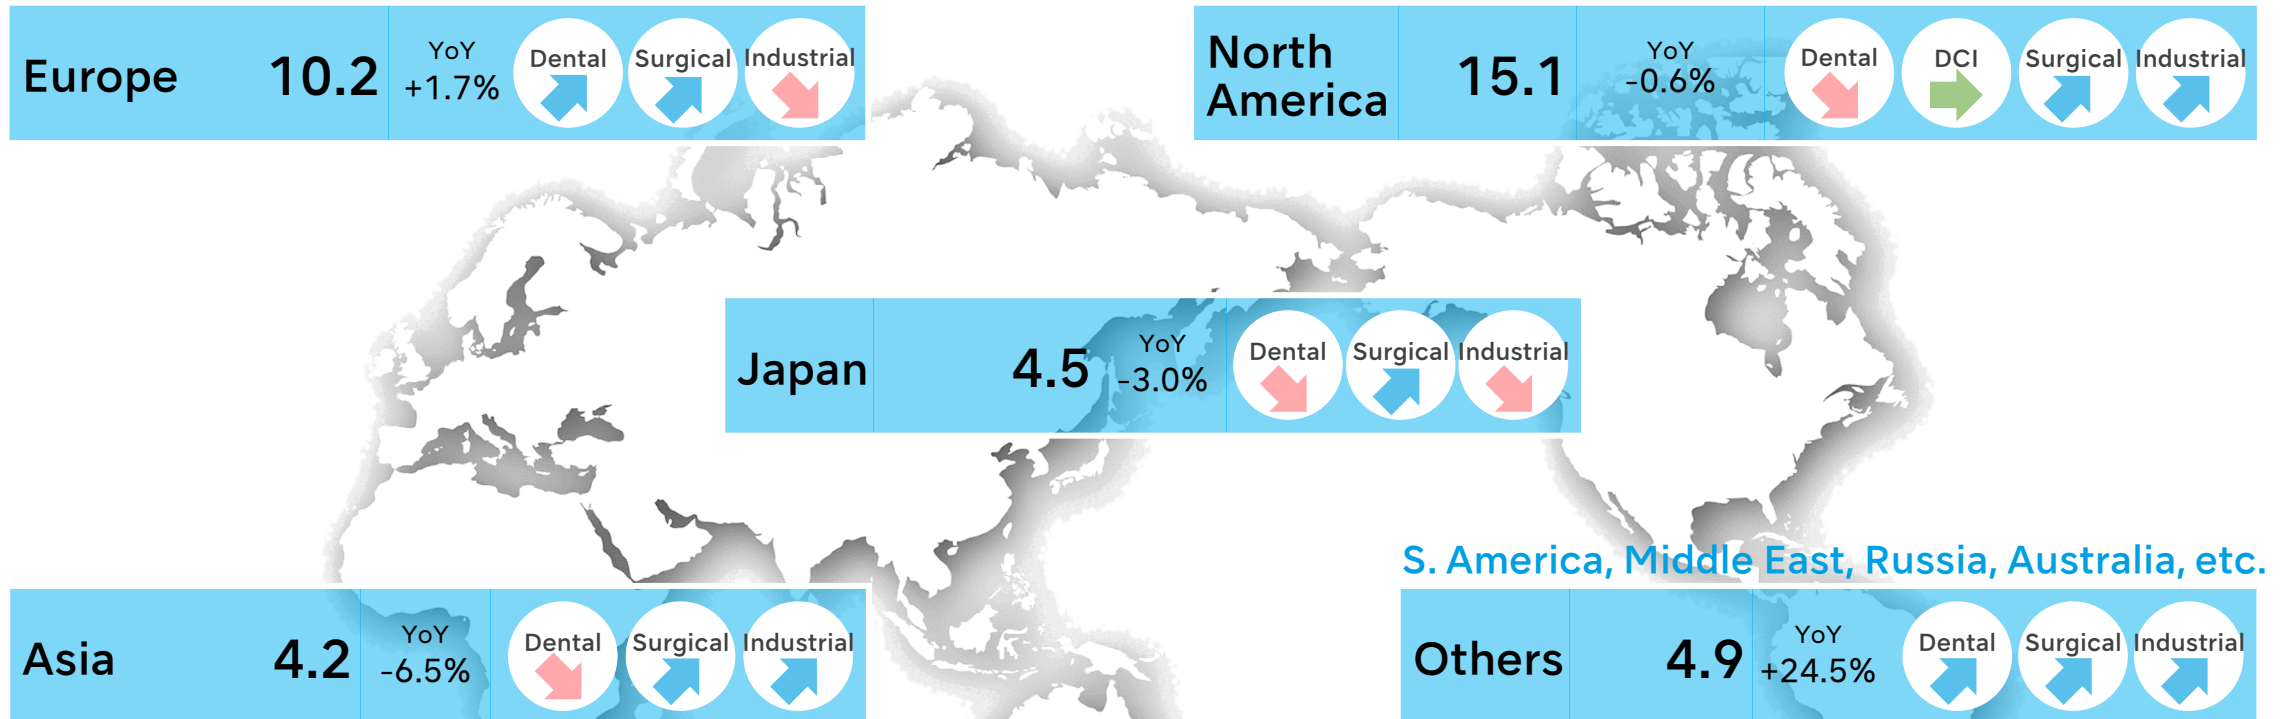 Europe
10.2
YoY
+1.7%
Dental
Surgical
Industrial
North
America
15.1
YoY
-0.6%
Dental
DCI
Surgical
Industrial
Japan
4.5
YoY
-3.0%
Dental
Surgical
Industrial
S. America, Middle East, Russia, Australia, etc.
Asia
4.2
YoY
-6.5%
Dental
Surgical
Industrial
Others
4.9
YoY
+24.5%
Dental
Surgical
Industrial